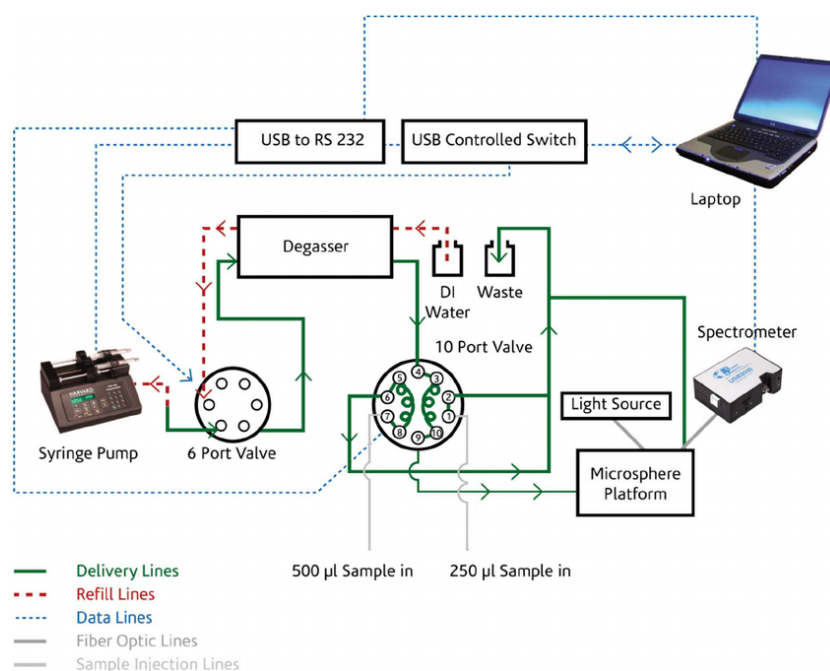 USB to RS 232
USB Controlled Switch
Laptop
Degasser
DI
Water
Waste
10 Port Valve
Spectrometer
Syringe Pump
6 Port Valve
5
4
3
6
2
7
1
8
9
10
Light Source
Microsphere
Platform
500 µl Sample in
250 µl Sample in
Delivery Lines
Refill Lines
Data Lines
Fiber Optic Lines
Sample Injection Lines
HARVARD